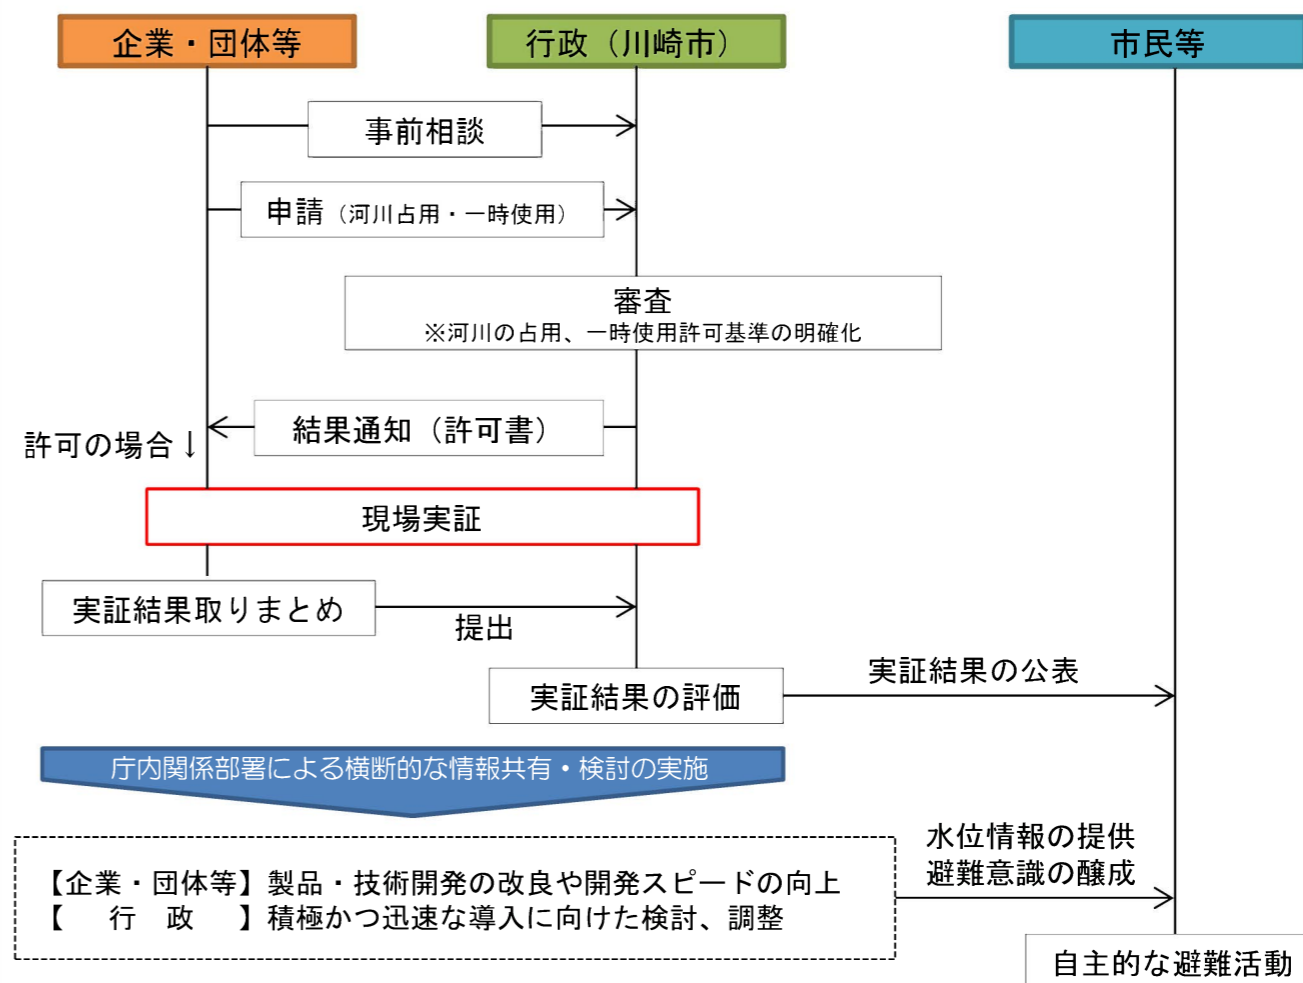 企業・団体等
行政（川崎市）
市民等
事前相談
申請（河川占用・一時使用）
審査
※河川の占用、一時使用許可基準の明確化
結果通知（許可書）
許可の場合↓
現場実証
実証結果取りまとめ
提出
実証結果の評価
実証結果の公表
庁内関係部署による横断的な情報共有・検討の実施
【企業・団体等】製品・技術開発の改良や開発スピードの向上
【　行　政　】積極かつ迅速な導入に向けた検討、調整
水位情報の提供
避難意識の醸成
自主的な避難活動